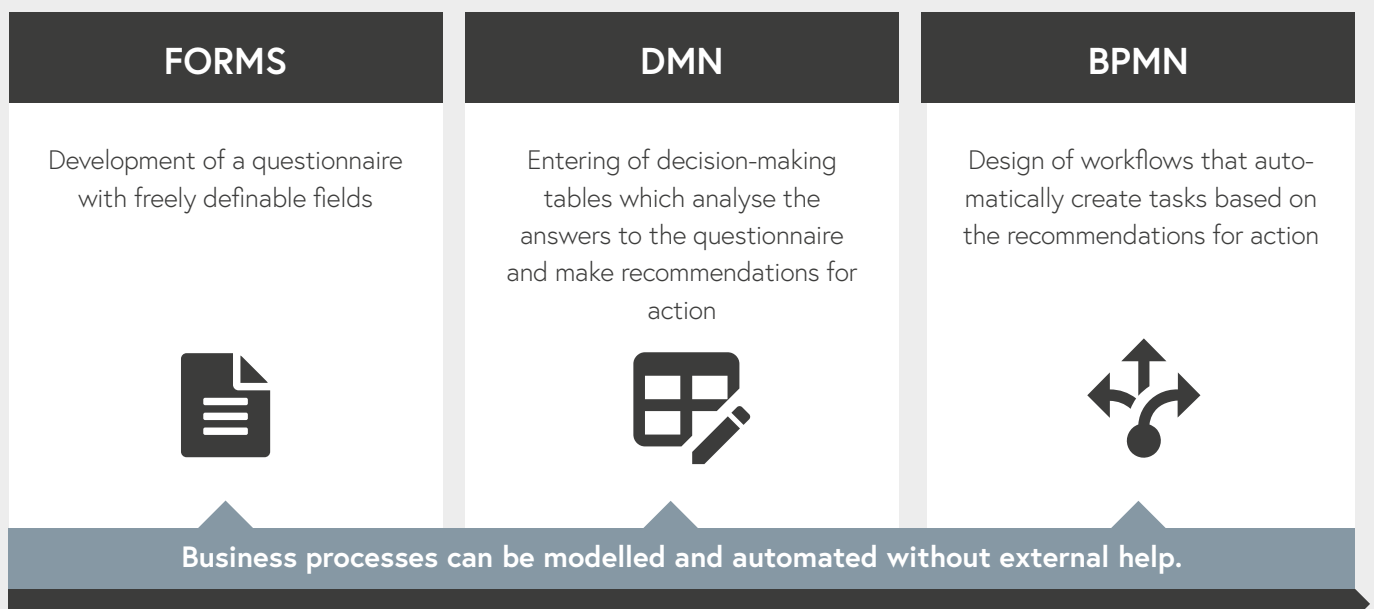 FORMS
Development of a questionnaire
with freely definable fields
DMN
Entering of decision-making
tables which analyse the
answers to the questionnaire
and make recommendations for
action
BPMN
Design of workflows that auto-
matically create tasks based on
the recommendations for action
Business processes can be modelled and automated without external help.